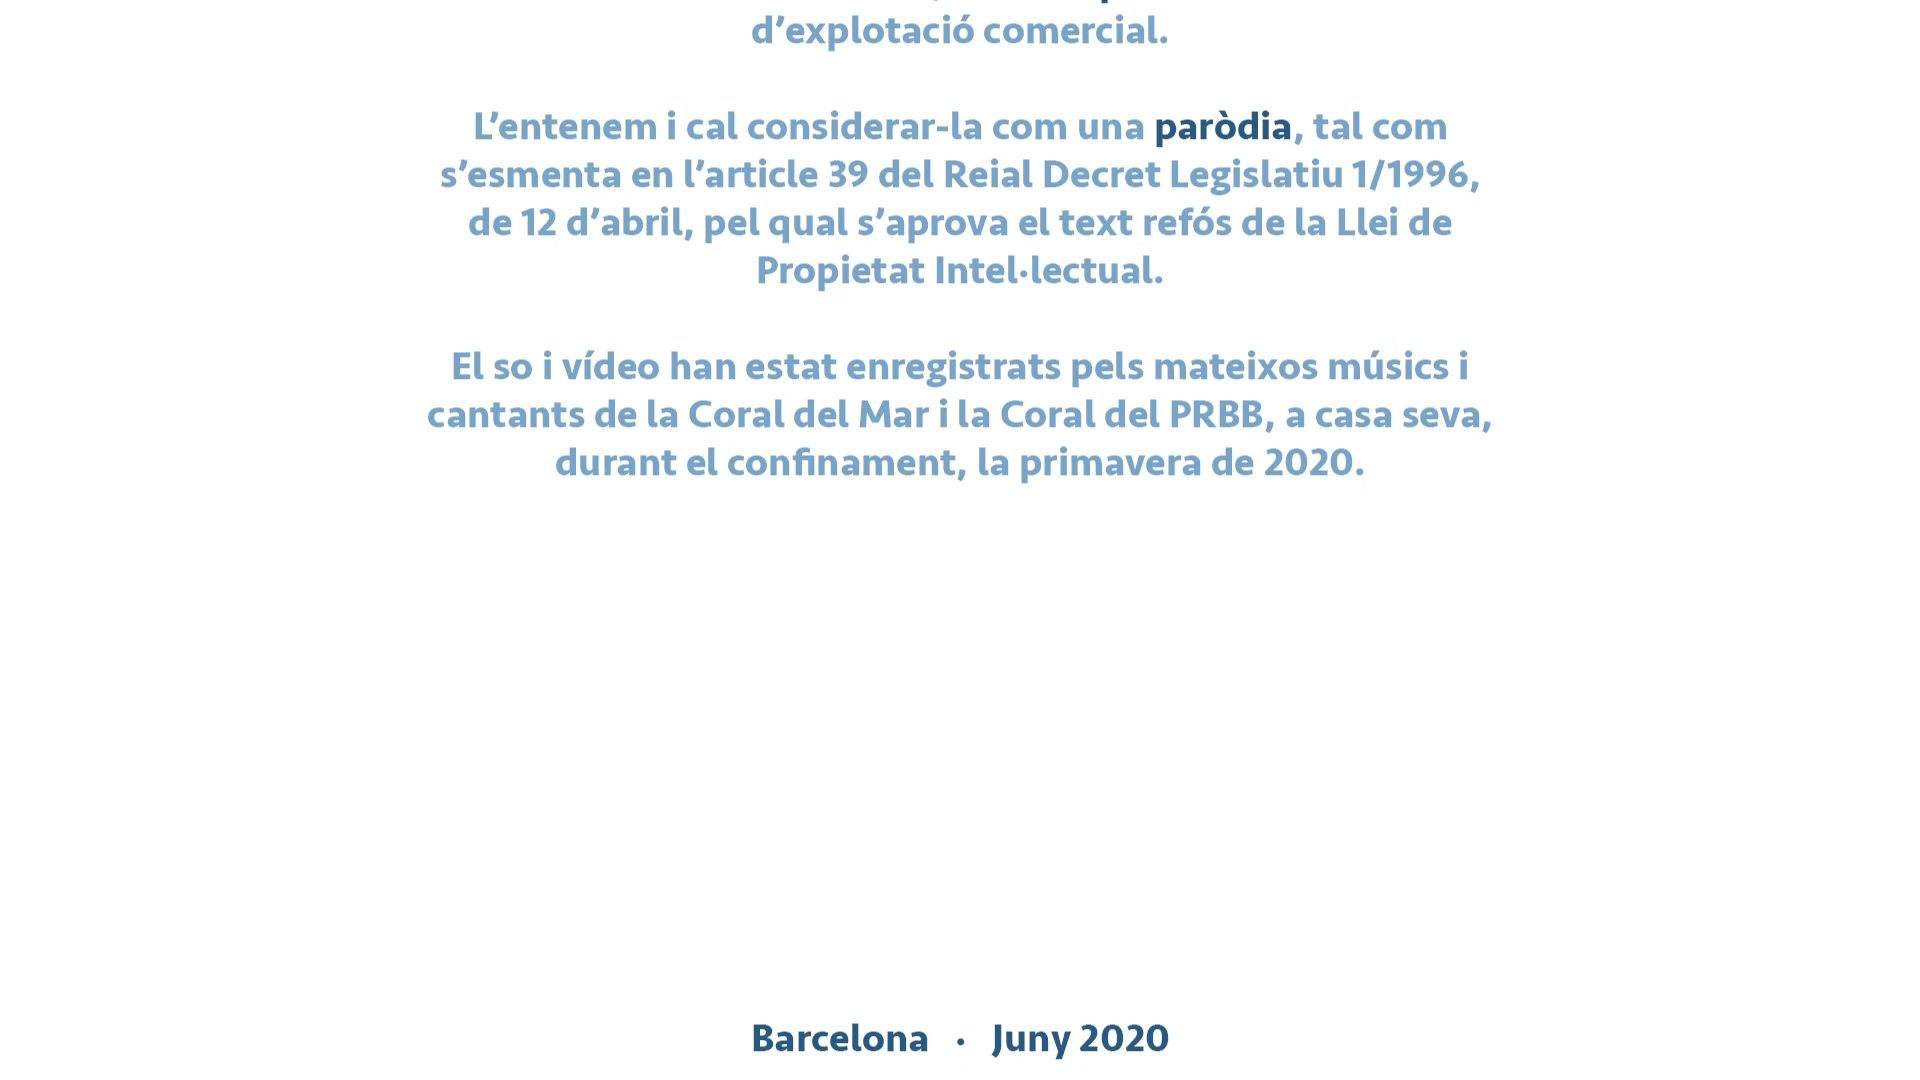 d’explotació comercial.
L’entenem i cal considerar-la com una paròdia, tal com
s’esmenta en l’article 39 del Reial Decret Legislatiu 1/1996,
de 12 d’abril, pel qual s’aprova el text refós de la Llei de
Propietat Intel·lectual.
El so i vídeo han estat enregistrats pels mateixos músics i
cantants de la Coral del Mar i la Coral del PRBB, a casa seva,
durant el confinament, la primavera de 2020.
Barcelona · Juny 2020